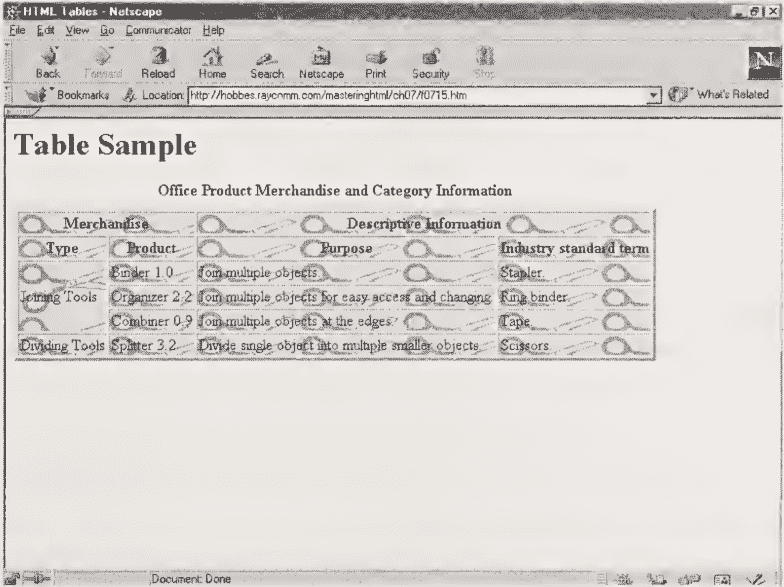 HTML Tables - Netscape
File Edit View Go Communicator Help
Back Forward Reload Home Search Netscape Print Security Stop
N
Bookmarks Location: http://hobbes.raycomm.com/masteringhtml/ch07/f0715.htm What's Related
Table Sample
Office Product Merchandise and Category Information
Merchandise Descriptive Information
Type Product Purpose Industry standard term
Binder 1.0 Join multiple objects Stapler
Joining Tools Organizer 2.2 Join multiple objects for easy access and changing Ring binder
Combiner 0.9 Join multiple objects at the edges Tape
Dividing Tools Splitter 3.2 Divide single object into multiple smaller objects Scissors
Document: Done